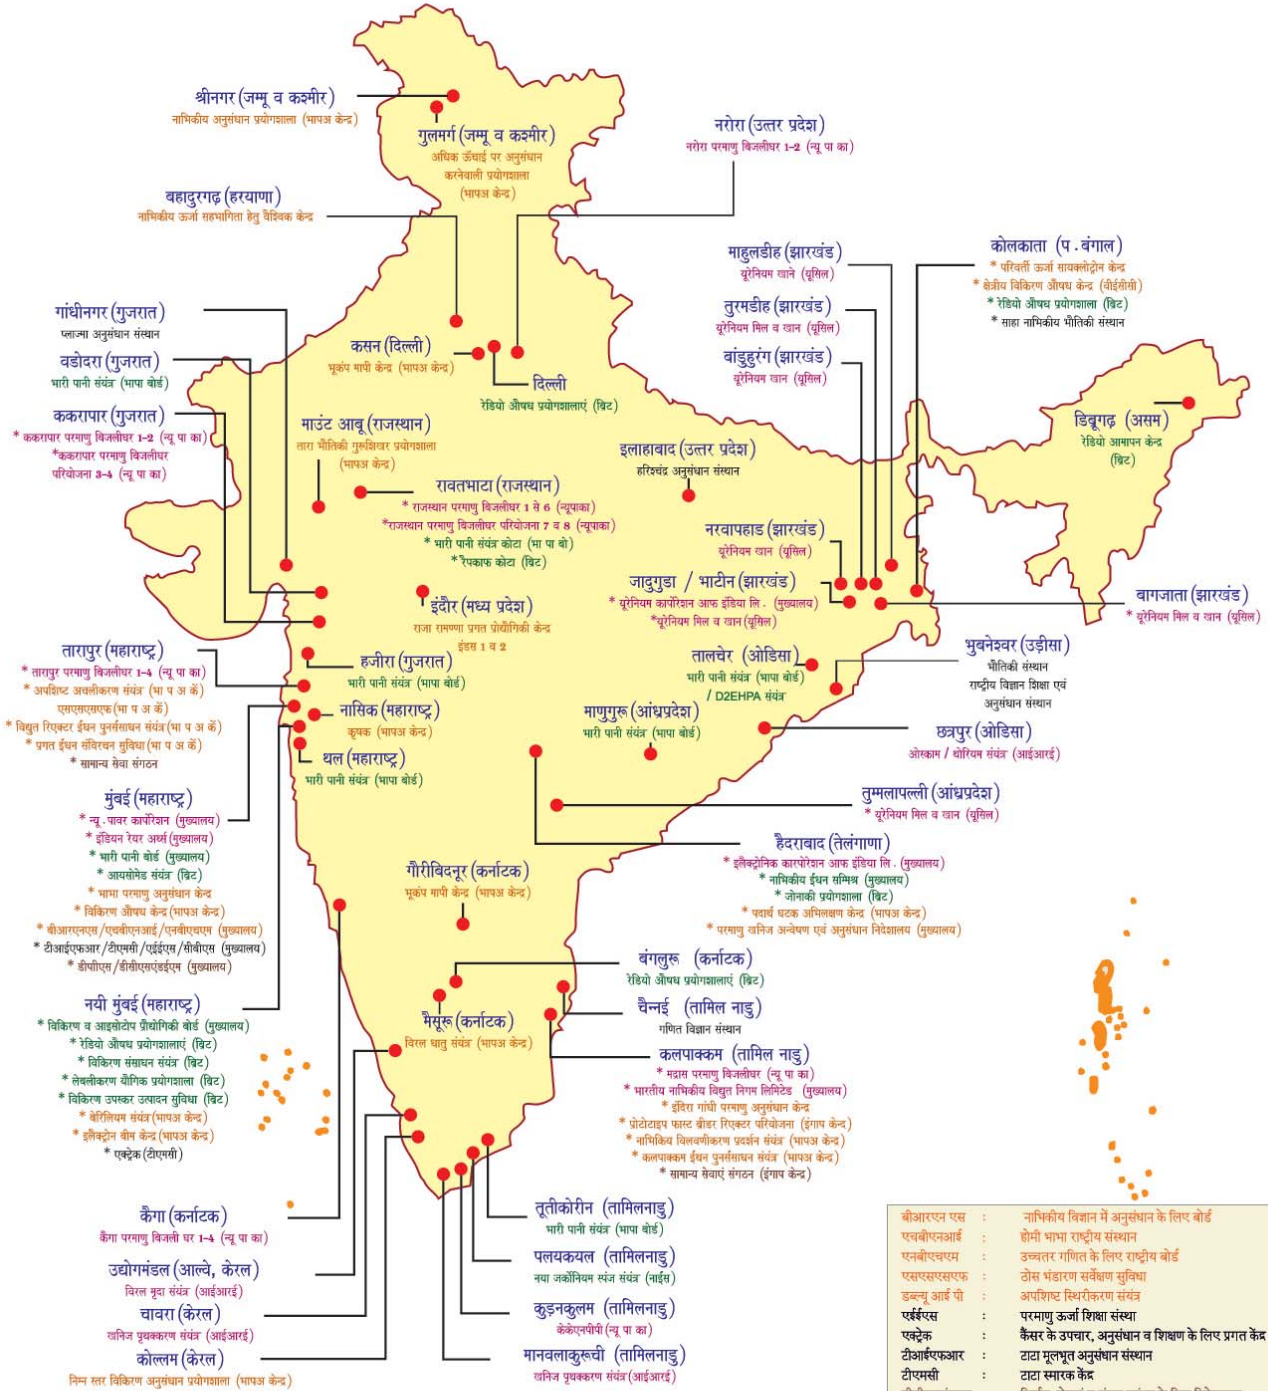 श्रीनगर (जम्मू व कश्मीर)
नाभिकीय अनुसंधान प्रयोगशाला (भापअ केन्द्र)
गुलमर्ग (जम्मू व कश्मीर)
अधिक ऊँचाई पर अनुसंधान
करनेवाली प्रयोगशाला
(भापअ केन्द्र)
नरोरा (उत्तर प्रदेश)
नरोरा परमाणु बिजलीघर 1-2 (न्यू पा का)
बहादुरगढ़ (हरयाणा)
नाभिकीय ऊर्जा सहभागिता हेतु वैश्विक केन्द्र
माहुलडीह (झारखंड)
यूरेनियम खाने (यूसिल)
तुरमडीह (झारखंड)
यूरेनियम मिल व खान (यूसिल)
बांडुहुरंग (झारखंड)
यूरेनियम खान (यूसिल)
कोलकाता (प. बंगाल)
* परिवर्ती ऊर्जा सायक्लोट्रोन केन्द्र
* क्षेत्रीय विकिरण औषध केन्द्र (वीईसीसी)
* रेडियो औषध प्रयोगशाला (ब्रिट)
* साहा नाभिकीय भौतिकी संस्थान
गांधीनगर (गुजरात)
प्लाज्मा अनुसंधान संस्थान
वडोदरा (गुजरात)
भारी पानी संयंत्र (भापा बोर्ड)
ककरापार (गुजरात)
* ककरापार परमाणु बिजलीघर 1-2 (न्यू पा का)
*ककरापार परमाणु बिजलीघर
परियोजना 3-4 (न्यू पा का)
कसन (दिल्ली)
भूकंप मापी केन्द्र (भापअ केन्द्र)
दिल्ली
रेडियो औषध प्रयोगशालाएं (ब्रिट)
माउंट आबू (राजस्थान)
तारा भौतिकी गुरुशिखर प्रयोगशाला
(भापअ केन्द्र)
रावतभाटा (राजस्थान)
* राजस्थान परमाणु बिजलीघर 1 से 6 (न्यूपाका)
*राजस्थान परमाणु बिजलीघर परियोजना 7 व 8 (न्यूपाका)
* भारी पानी संयंत्र कोटा (भा पा बो)
* रैपकाफ कोटा (ब्रिट)
इलाहाबाद (उत्तर प्रदेश)
हरिश्चंद्र अनुसंधान संस्थान
डिब्रूगढ़ (असम)
रेडियो आमापन केन्द्र
(ब्रिट)
नरवापहाड (झारखंड)
यूरेनियम खान (यूसिल)
जादुगुडा / भाटीन (झारखंड)
* यूरेनियम कार्पोरेशन आफ इंडिया लि. (मुख्यालय)
*यूरेनियम मिल व खान (यूसिल)
बागजाता (झारखंड)
* यूरेनियम मिल व खान (यूसिल)
इंदौर (मध्य प्रदेश)
राजा रामण्णा प्रगत प्रोद्यौगिकी केन्द्र
इंडस 1 व 2
तारापुर (महाराष्ट्र)
* तारापुर परमाणु बिजलीघर 1-4 (न्यू पा का)
* अपशिष्ट अचलीकरण संयंत्र (भा प अ कें)
एसएसएसएफ (भा प अ कें)
* विद्युत रिएक्टर ईंधन पुनर्संसाधन संयंत्र (भा प अ कें)
* प्रगत ईंधन संविरचन सुविधा (भा प अ कें)
* सामान्य सेवा संगठन
हजीरा (गुजरात)
भारी पानी संयंत्र (भापा बोर्ड)
नासिक (महाराष्ट्र)
कृषक (भापअ केन्द्र)
थल (महाराष्ट्र)
भारी पानी संयंत्र (भापा बोर्ड)
तालचेर (ओडिसा)
भारी पानी संयंत्र (भापा बोर्ड)
/ D2EHPA संयंत्र
भुबनेश्वर (उड़ीसा)
भौतिकी संस्थान
राष्ट्रीय विज्ञान शिक्षा एवं
अनुसंधान संस्थान
माणुगुरू (आंध्रप्रदेश)
भारी पानी संयंत्र (भापा बोर्ड)
छत्रपुर (ओडिसा)
ओस्काम / थोरियम संयंत्र (आईआरई)
तुम्मलापल्ली (आंध्रप्रदेश)
* यूरेनियम मिल व खान (यूसिल)
मुंबई (महाराष्ट्र)
* न्यू. पावर कार्पोरेशन (मुख्यालय)
* इंडियन रेयर अर्थ्स (मुख्यालय)
* भारी पानी बोर्ड (मुख्यालय)
* आयसोमेड संयंत्र (ब्रिट)
* भाभा परमाणु अनुसंधान केन्द्र
* विकिरण औषध केन्द्र (भापअ केन्द्र)
* बीआरएनएस/एचबीएनआई/एनबीएचएम (मुख्यालय)
* टीआईएफआर/टीएमसी/एईईएस/सीबीएस (मुख्यालय)
* डीपीएस/डीसीएसएंडईएम (मुख्यालय)
हैदराबाद (तेलंगाणा)
* इलैक्ट्रोनिक कारपोरेशन आफ इंडिया लि. (मुख्यालय)
* नाभिकीय ईंधन सम्मिश्र (मुख्यालय)
* जोनाकी प्रयोगशाला (ब्रिट)
* पदार्थ घटक अभिलक्षण केन्द्र (भापअ केन्द्र)
* परमाणु खनिज अन्वेषण एवं अनुसंधान निदेशालय (मुख्यालय)
गौरीबिदनूर (कर्नाटक)
भूकंप मापी केन्द्र (भापअ केन्द्र)
बंगलुरू (कर्नाटक)
रेडियो औषध प्रयोगशालाएं (ब्रिट)
चैन्नई (तामिल नाडु)
गणित विज्ञान संस्थान
मैसूरू (कर्नाटक)
विरल धातु संयंत्र (भापअ केन्द्र)
कलपाक्कम (तामिल नाडु)
* मद्रास परमाणु बिजलीघर (न्यू पा का)
* भारतीय नाभिकीय विद्युत निगम लिमिटेड (मुख्यालय)
* इंदिरा गांधी परमाणु अनुसंधान केन्द्र
* प्रोटोटाइप फास्ट ब्रीडर रिएक्टर परियोजना (इंगाप केन्द्र)
* नाभिकिय विलवणीकरण प्रदर्शन संयंत्र (भापअ केन्द्र)
* कलपाक्कम ईंधन पुनर्संसाधन संयंत्र (भापअ केन्द्र)
* सामान्य सेवाएं संगठन (इंगाप केन्द्र)
नयी मुंबई (महाराष्ट्र)
* विकिरण व आइसोटोप प्रौद्योगिकी बोर्ड (मुख्यालय)
* रेडियो औषध प्रयोगशालाएं (ब्रिट)
* विकिरण संसाधन संयंत्र (ब्रिट)
* लेबलीकरण यौगिक प्रयोगशाला (ब्रिट)
* विकिरण उपस्कर उत्पादन सुविधा (ब्रिट)
* बेरिलियम संयंत्र (भापअ केन्द्र)
* इलैक्ट्रोन बीम केन्द्र (भापअ केन्द्र)
* एक्ट्रेक (टीएमसी)
कैगा (कर्नाटक)
कैगा परमाणु बिजली घर 1-4 (न्यू पा का)
उद्योगमंडल (आल्वे, केरल)
विरल मृदा संयंत्र (आईआरई)
चावरा (केरल)
खनिज पृथक्करण संयंत्र (आईआरई)
कोल्लम (केरल)
निम्न स्तर विकिरण अनुसंधान प्रयोगशाला (भापअ केन्द्र)
तूतीकोरीन (तामिलनाडु)
भारी पानी संयंत्र (भापा बोर्ड)
पलयकयल (तामिलनाडु)
नया जर्कोनियम स्पंज संयंत्र (नाईस)
कुड़नकुलम (तामिलनाडु)
केकेएनपीपी (न्यू पा का)
मानवलाकुरूची (तामिलनाडु)
खनिज पृथक्करण संयंत्र (आईआरई)
बीआरएन एस : नाभिकीय विज्ञान में अनुसंधान के लिए बोर्ड
एचबीएनआई : होमी भाभा राष्ट्रीय संस्थान
एनबीएचएम : उच्चतर गणित के लिए राष्ट्रीय बोर्ड
एसएसएसएफ : ठोस भंडारण सर्वेक्षण सुविधा
डब्ल्यू आई पी : अपशिष्ट स्थिरीकरण संयंत्र
एईईएस : परमाणु ऊर्जा शिक्षा संस्था
एक्ट्रेक : कैंसर के उपचार, अनुसंधान व शिक्षण के लिए प्रगत केंद्र
टीआईएफआर : टाटा मूलभूत अनुसंधान संस्थान
टीएमसी : टाटा स्मारक केंद्र